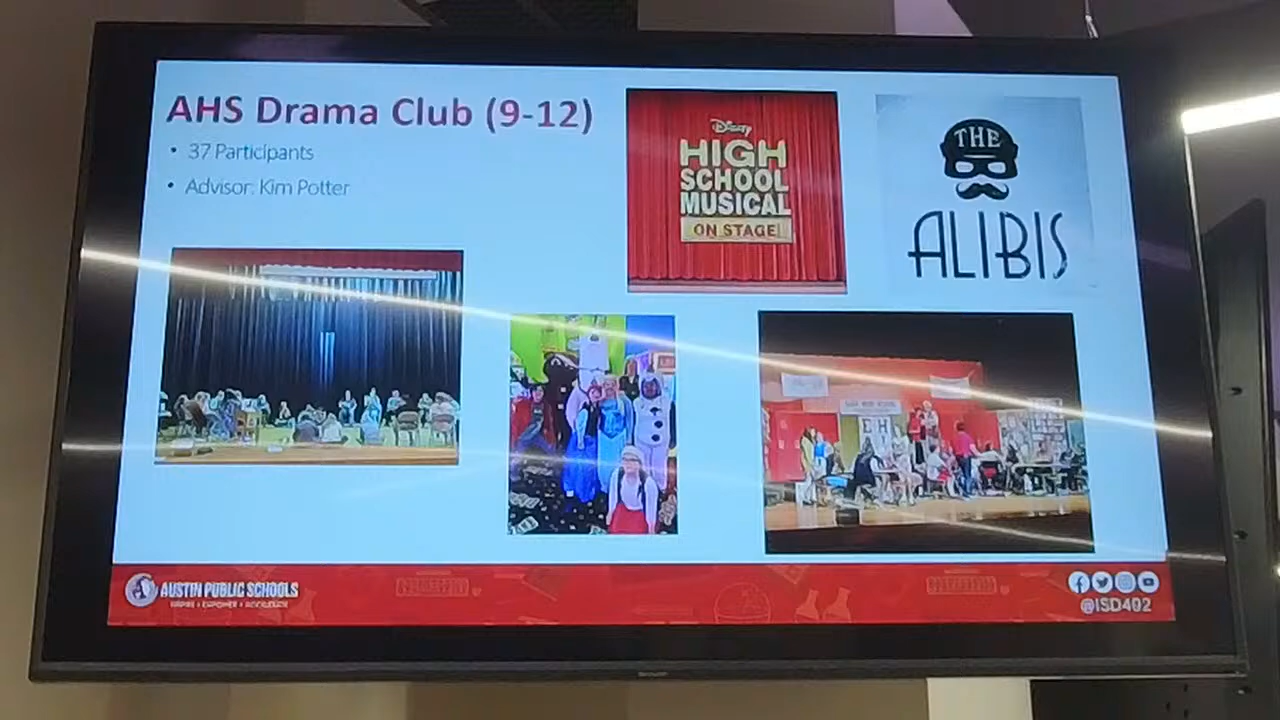 AHS Drama Club (9-12)
• 37 Participants
• Advisor: Kim Potter
Disney
HIGH
SCHOOL
MUSICAL
ON STAGE!
THE
ALIBIS
AUSTIN PUBLIC SCHOOLS
@ISD492